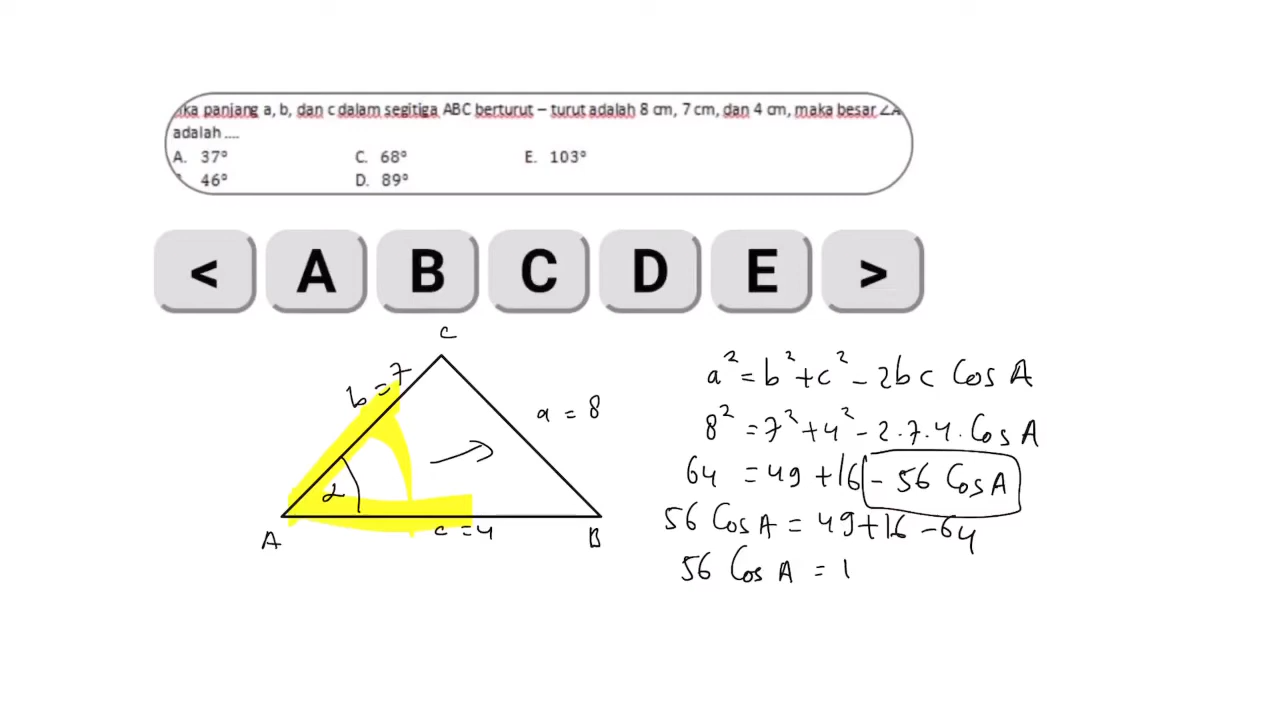 ka panjang a, b, dan c dalam segitiga ABC berturut – turut adalah 8 cm, 7 cm, dan 4 cm, maka besar ∠A
adalah ....
A. 37° C. 68° E. 103°
46° D. 89°
< A B C D E >
C
b = 7
a = 8
α
A
c = 4
B
a² = b² + c² - 2bc Cos A
8² = 7² + 4² - 2.7.4. Cos A
64 = 49 + 16 - 56 Cos A
56 Cos A = 49 + 16 - 64
56 Cos A = 1